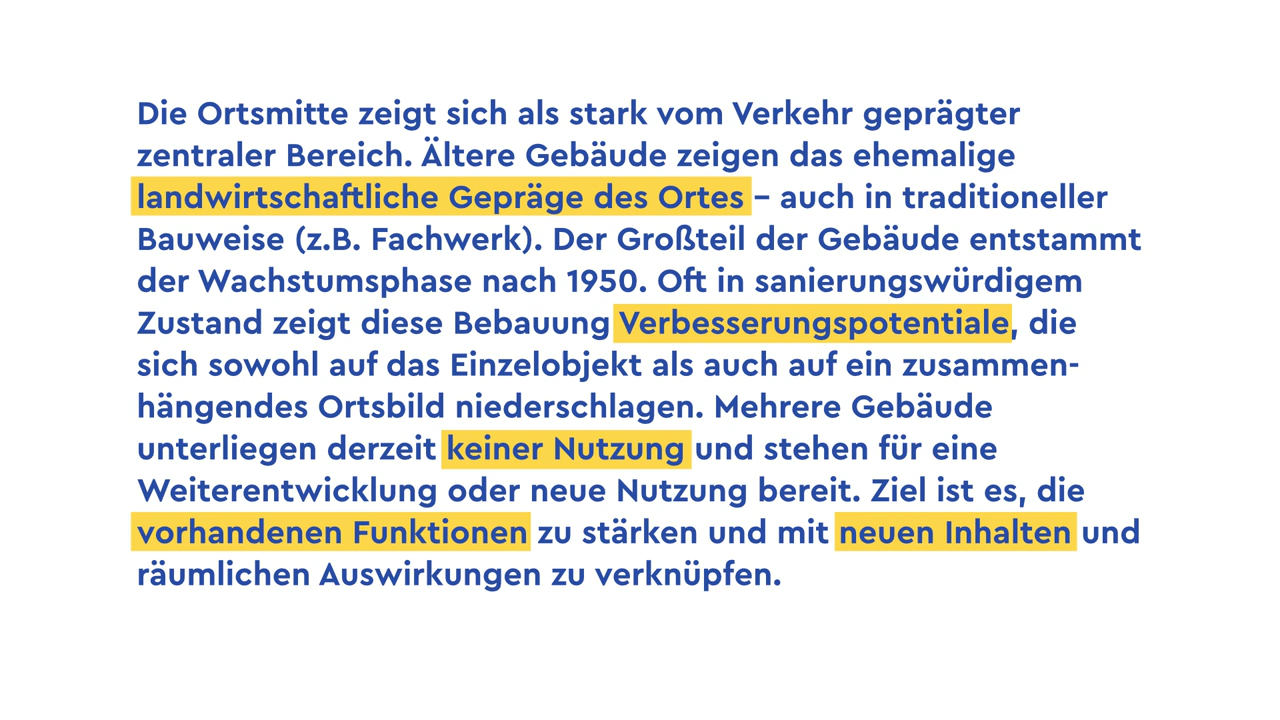 Die Ortsmitte zeigt sich als stark vom Verkehr geprägter
zentraler Bereich. Ältere Gebäude zeigen das ehemalige
landwirtschaftliche Gepräge des Ortes – auch in traditioneller
Bauweise (z.B. Fachwerk). Der Großteil der Gebäude entstammt
der Wachstumsphase nach 1950. Oft in sanierungswürdigem
Zustand zeigt diese Bebauung Verbesserungspotentiale, die
sich sowohl auf das Einzelobjekt als auch auf ein zusammen-
hängendes Ortsbild niederschlagen. Mehrere Gebäude
unterliegen derzeit keiner Nutzung und stehen für eine
Weiterentwicklung oder neue Nutzung bereit. Ziel ist es, die
vorhandenen Funktionen zu stärken und mit neuen Inhalten und
räumlichen Auswirkungen zu verknüpfen.